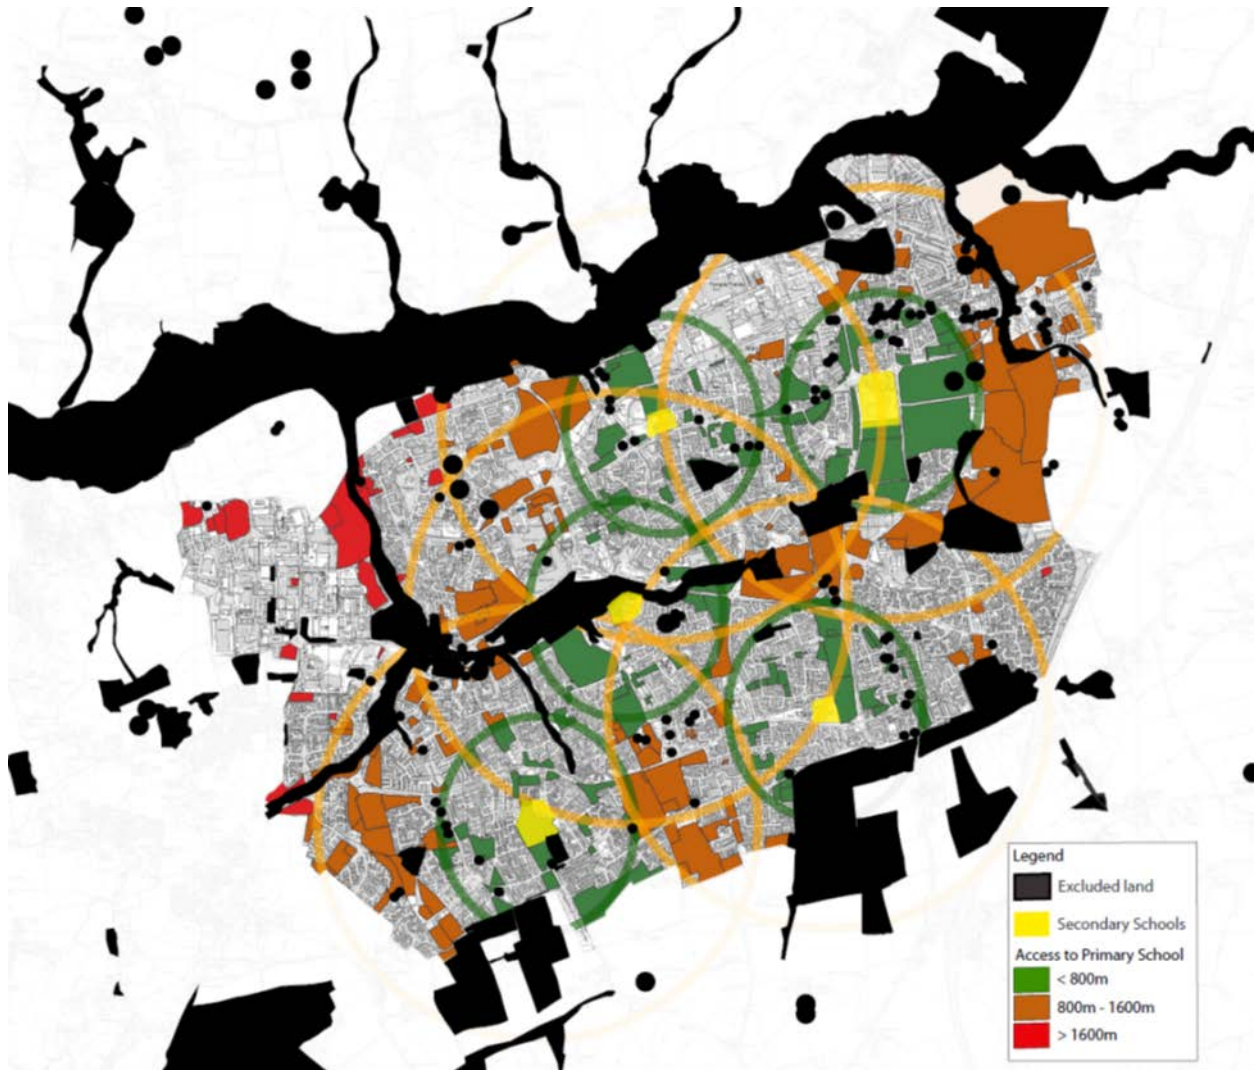 Legend
Excluded land
Secondary Schools
Access to Primary School
< 800m
800m - 1600m
> 1600m